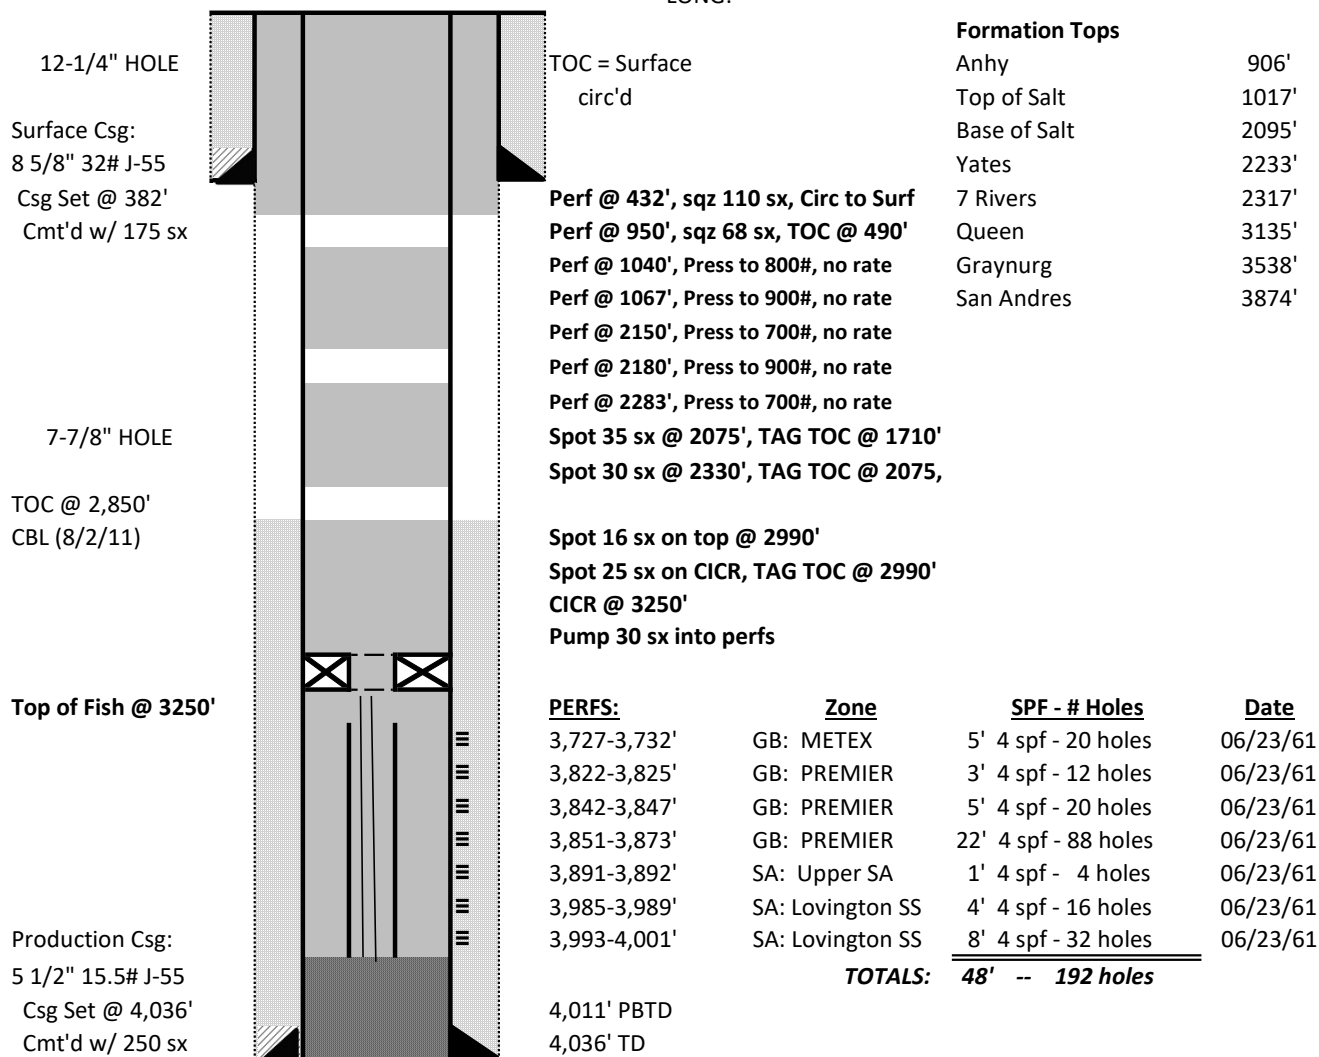 LONG:
Formation Tops
12-1/4" HOLE TOC = Surface Anhy 906'
circ'd Top of Salt 1017'
Surface Csg: Base of Salt 2095'
8 5/8" 32# J-55 Yates 2233'
Csg Set @ 382' Perf @ 432', sqz 110 sx, Circ to Surf 7 Rivers 2317'
Cmt'd w/ 175 sx Perf @ 950', sqz 68 sx, TOC @ 490' Queen 3135'
Perf @ 1040', Press to 800#, no rate Graynurg 3538'
Perf @ 1067', Press to 900#, no rate San Andres 3874'
Perf @ 2150', Press to 700#, no rate
Perf @ 2180', Press to 900#, no rate
Perf @ 2283', Press to 700#, no rate
7-7/8" HOLE Spot 35 sx @ 2075', TAG TOC @ 1710'
Spot 30 sx @ 2330', TAG TOC @ 2075,
TOC @ 2,850'
CBL (8/2/11) Spot 16 sx on top @ 2990'
Spot 25 sx on CICR, TAG TOC @ 2990'
CICR @ 3250'
Pump 30 sx into perfs
Top of Fish @ 3250' PERFS: Zone SPF - # Holes Date
3,727-3,732' GB: METEX 5' 4 spf - 20 holes 06/23/61
3,822-3,825' GB: PREMIER 3' 4 spf - 12 holes 06/23/61
3,842-3,847' GB: PREMIER 5' 4 spf - 20 holes 06/23/61
3,851-3,873' GB: PREMIER 22' 4 spf - 88 holes 06/23/61
3,891-3,892' SA: Upper SA 1' 4 spf - 4 holes 06/23/61
3,985-3,989' SA: Lovington SS 4' 4 spf - 16 holes 06/23/61
Production Csg: 3,993-4,001' SA: Lovington SS 8' 4 spf - 32 holes 06/23/61
5 1/2" 15.5# J-55 TOTALS: 48' -- 192 holes
Csg Set @ 4,036' 4,011' PBTD
Cmt'd w/ 250 sx 4,036' TD